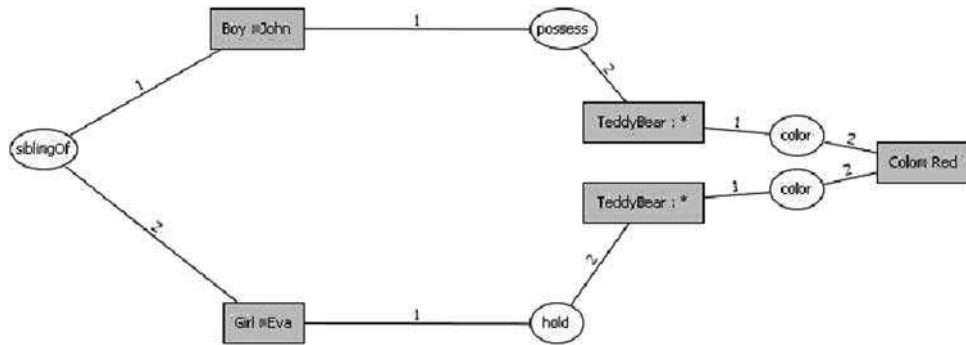 Boy :John
1
possess
1
2
siblingOf
TeddyBear : *
1
color
2
Color: Red
TeddyBear : *
1
color
2
2
2
Girl :Eva
1
hold